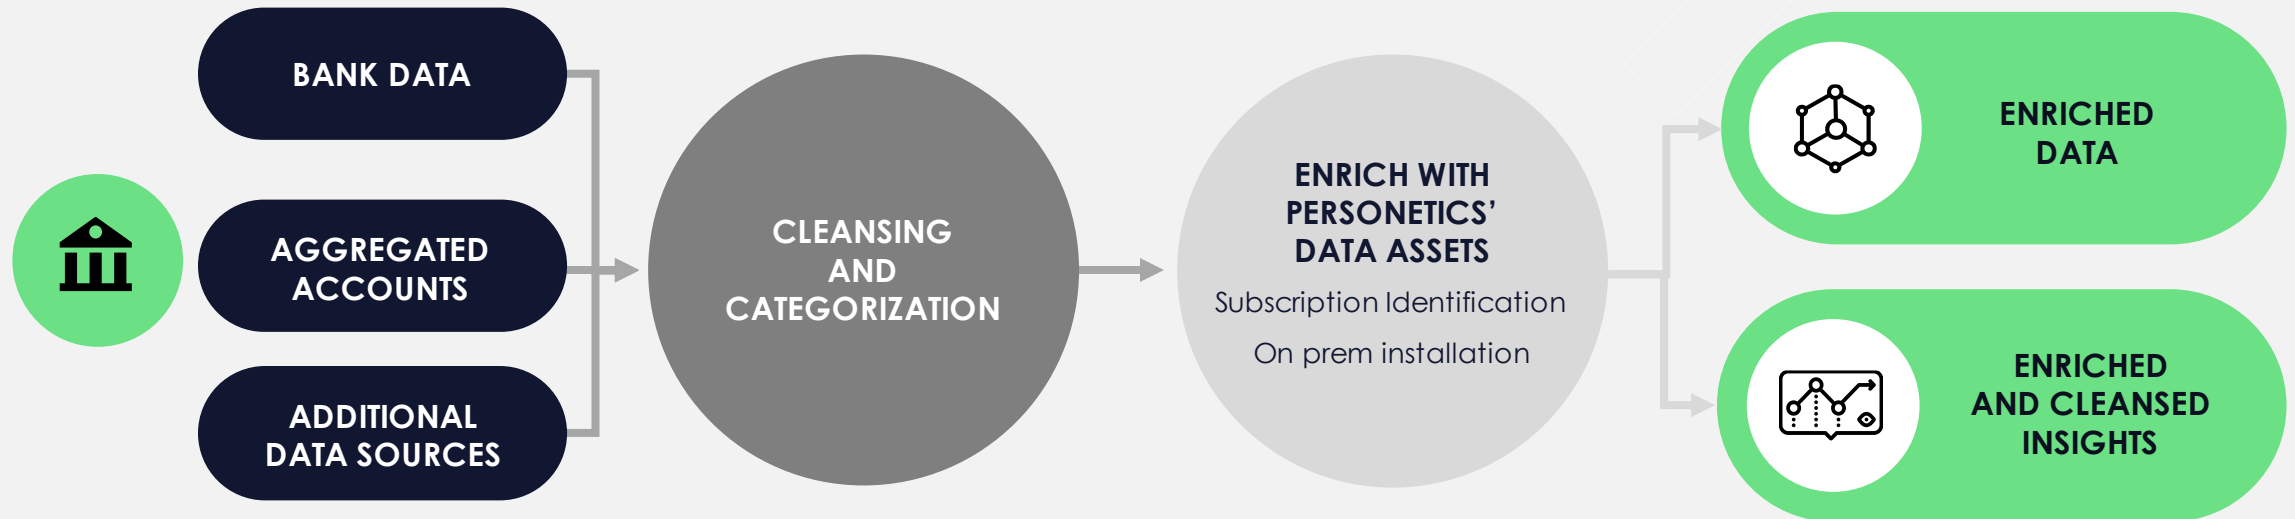 BANK DATA
AGGREGATED
ACCOUNTS
ADDITIONAL
DATA SOURCES
CLEANSING
AND
CATEGORIZATION
ENRICH WITH
PERSONETICS’
DATA ASSETS
Subscription Identification
On prem installation
ENRICHED
DATA
ENRICHED
AND CLEANSED
INSIGHTS